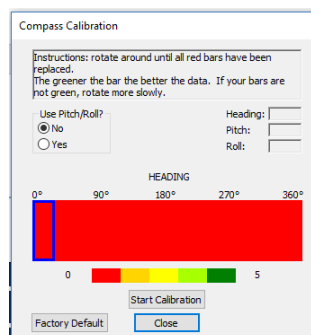 Compass Calibration
Instructions: rotate around until all red bars have been
replaced.
The greener the bar the better the data. If your bars are
not green, rotate more slowly.
Use Pitch/Roll?
No
Yes
Heading:
Pitch:
Roll:
HEADING
0° 90° 180° 270° 360°
0 5
Start Calibration
Factory Default Close